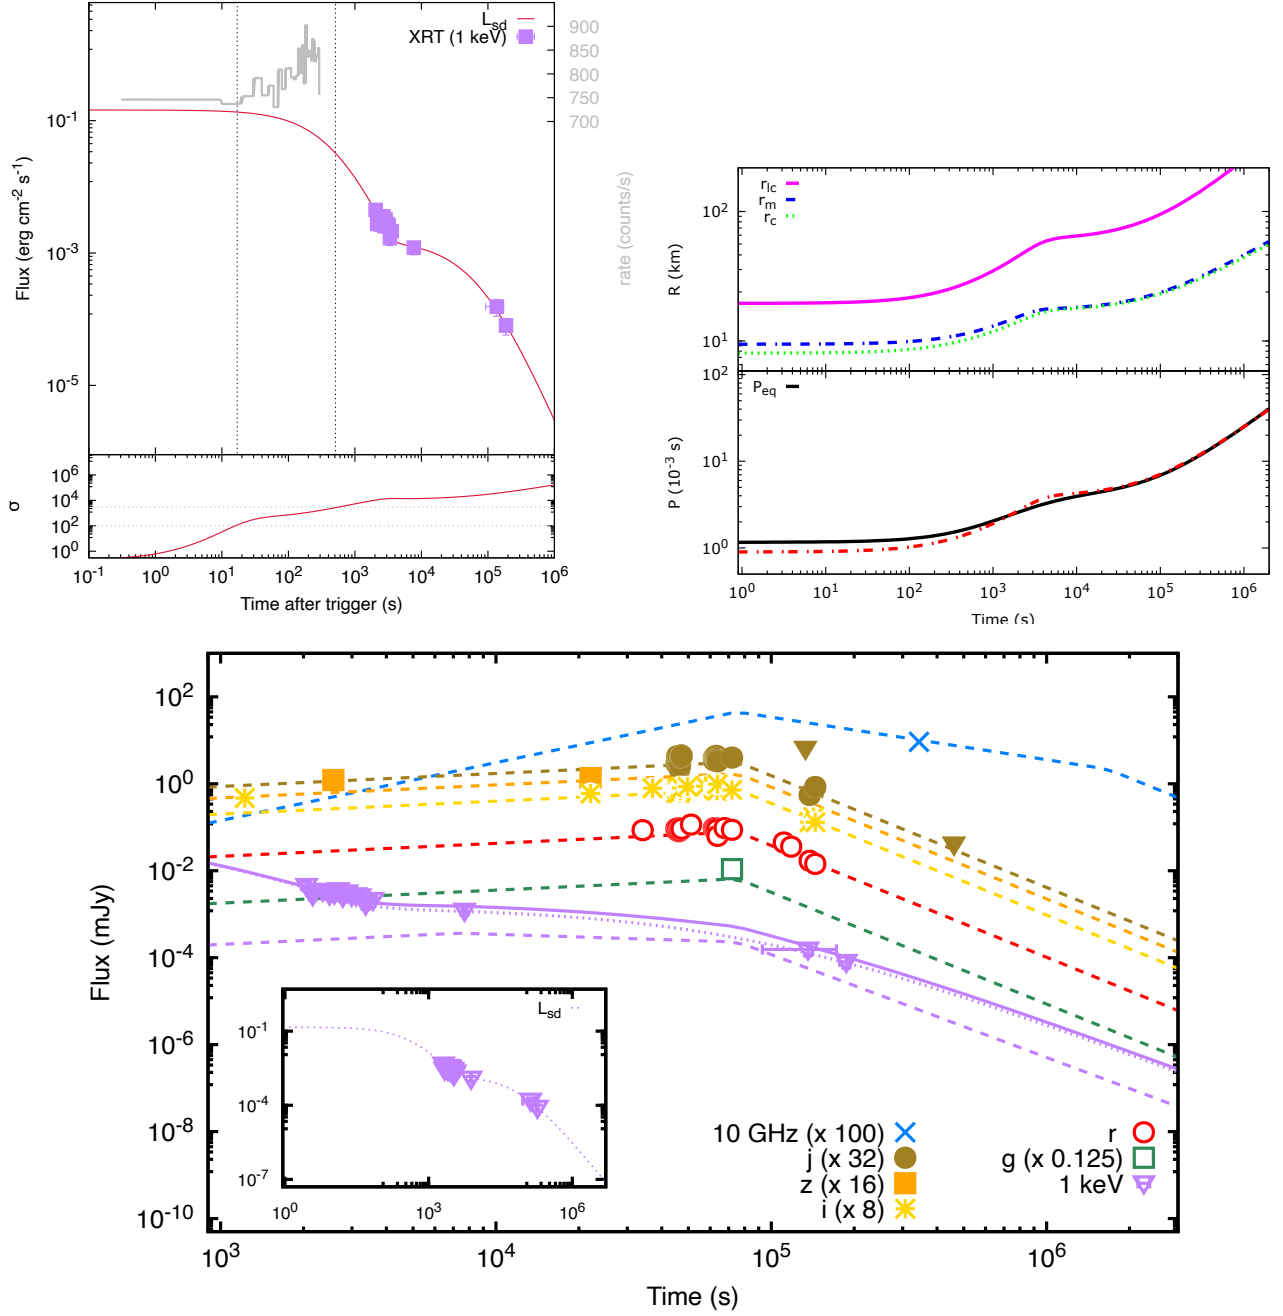 L_sd
XRT (1 keV)
900
850
800
750
700
rate (counts/s)
10^-1
10^-3
10^-5
Flux (erg cm^-2 s^-1)
10^6
10^4
10^2
10^0
σ
10^-1 10^0 10^1 10^2 10^3 10^4 10^5 10^6
Time after trigger (s)
r_lc
r_m
r_c
10^2
10^1
R (km)
P_eq
10^2
10^1
10^0
P (10^-3 s)
10^0 10^1 10^2 10^3 10^4 10^5 10^6
Time (s)
10^2
10^0
10^-2
10^-4
10^-6
10^-8
10^-10
Flux (mJy)
L_sd
10^-1
10^-4
10^-7
10^0 10^3 10^6
10 GHz (x 100)
j (x 32)
z (x 16)
i (x 8)
r
g (x 0.125)
1 keV
10^3 10^4 10^5 10^6
Time (s)